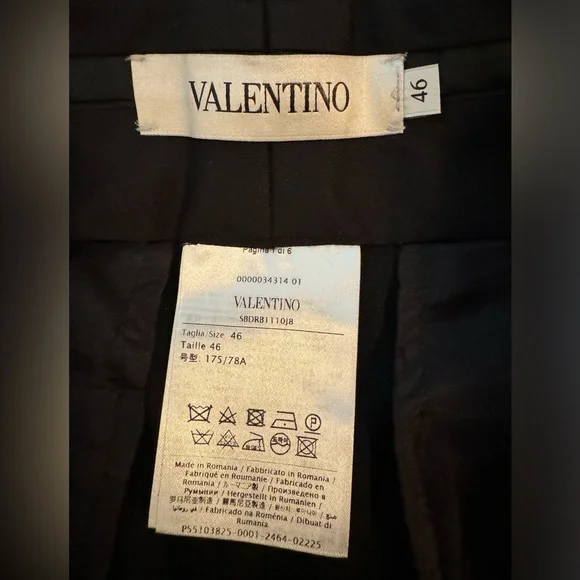 VALENTINO
46
Pagina 1 di 6
0000034314 01
VALENTINO
SBDRB1110J8
Taglia/Size 46
Taille 46
号型: 175/78A
Made in Romania / Fabbricato in Romania
Fabriqué en Roumanie / Fabricado en
Rumania / ルーマニア製 / Произведено в
Румынии / Hergestellt in Rumänien /
罗马尼亚制造 / 羅馬尼亞製造 /
/ Fabricado na Roménia / Dibuat di
Rumania
P55103825-0001-2464-02225